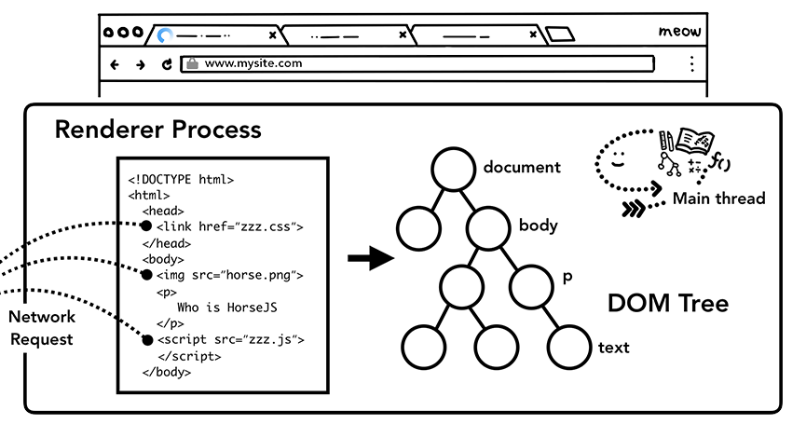 meow
www.mysite.com
Renderer Process
<!DOCTYPE html>
<html>
<head>
<link href="zzz.css">
</head>
<body>
<img src="horse.png">
<p>
Who is HorseJS
</p>
<script src="zzz.js">
</script>
</body>
Network
Request
document
body
p
text
DOM Tree
f()
Main thread